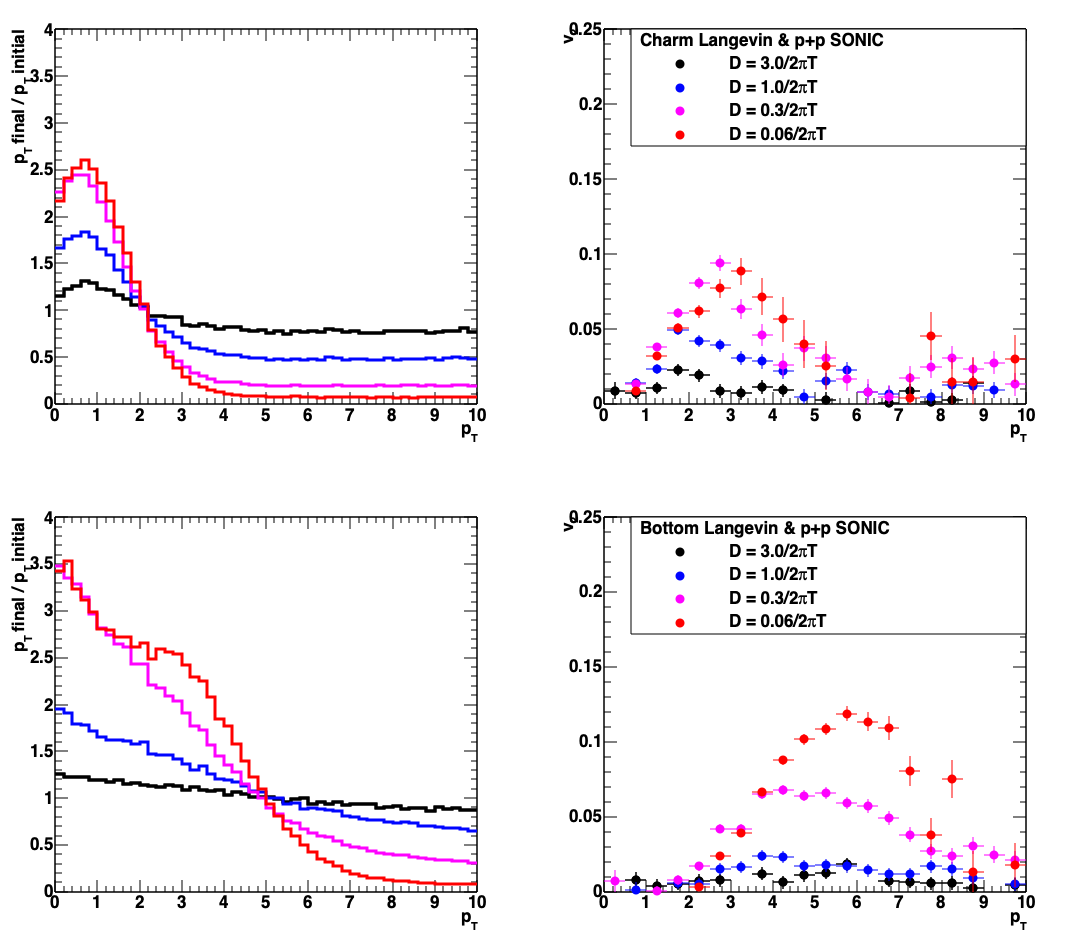 p_T final / p_T initial
4
3.5
3
2.5
2
1.5
1
0.5
0
0 1 2 3 4 5 6 7 8 9 10
p_T
v
0.25
0.2
0.15
0.1
0.05
0
Charm Langevin & p+p SONIC
D = 3.0/2πT
D = 1.0/2πT
D = 0.3/2πT
D = 0.06/2πT
0 1 2 3 4 5 6 7 8 9 10
p_T
p_T final / p_T initial
4
3.5
3
2.5
2
1.5
1
0.5
0
0 1 2 3 4 5 6 7 8 9 10
p_T
v
0.25
0.2
0.15
0.1
0.05
0
Bottom Langevin & p+p SONIC
D = 3.0/2πT
D = 1.0/2πT
D = 0.3/2πT
D = 0.06/2πT
0 1 2 3 4 5 6 7 8 9 10
p_T